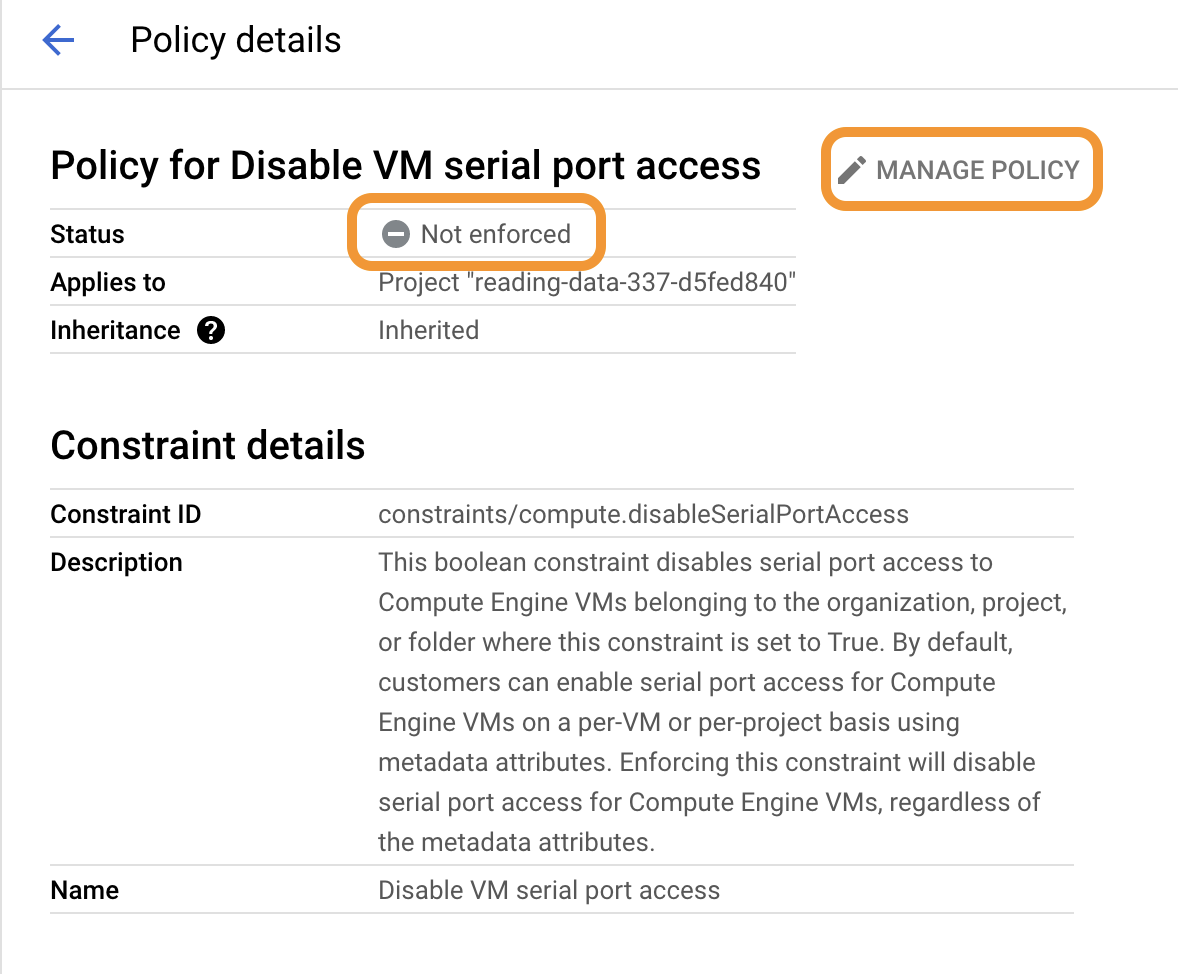 Policy details
Policy for Disable VM serial port access
MANAGE POLICY
Status Not enforced
Applies to Project "reading-data-337-d5fed840"
Inheritance ? Inherited
Constraint details
Constraint ID constraints/compute.disableSerialPortAccess
Description This boolean constraint disables serial port access to
Compute Engine VMs belonging to the organization, project,
or folder where this constraint is set to True. By default,
customers can enable serial port access for Compute
Engine VMs on a per-VM or per-project basis using
metadata attributes. Enforcing this constraint will disable
serial port access for Compute Engine VMs, regardless of
the metadata attributes.
Name Disable VM serial port access